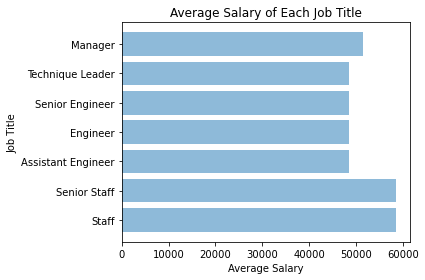 Average Salary of Each Job Title
Manager
Technique Leader
Senior Engineer
Engineer
Assistant Engineer
Senior Staff
Staff
Job Title
0 10000 20000 30000 40000 50000 60000
Average Salary